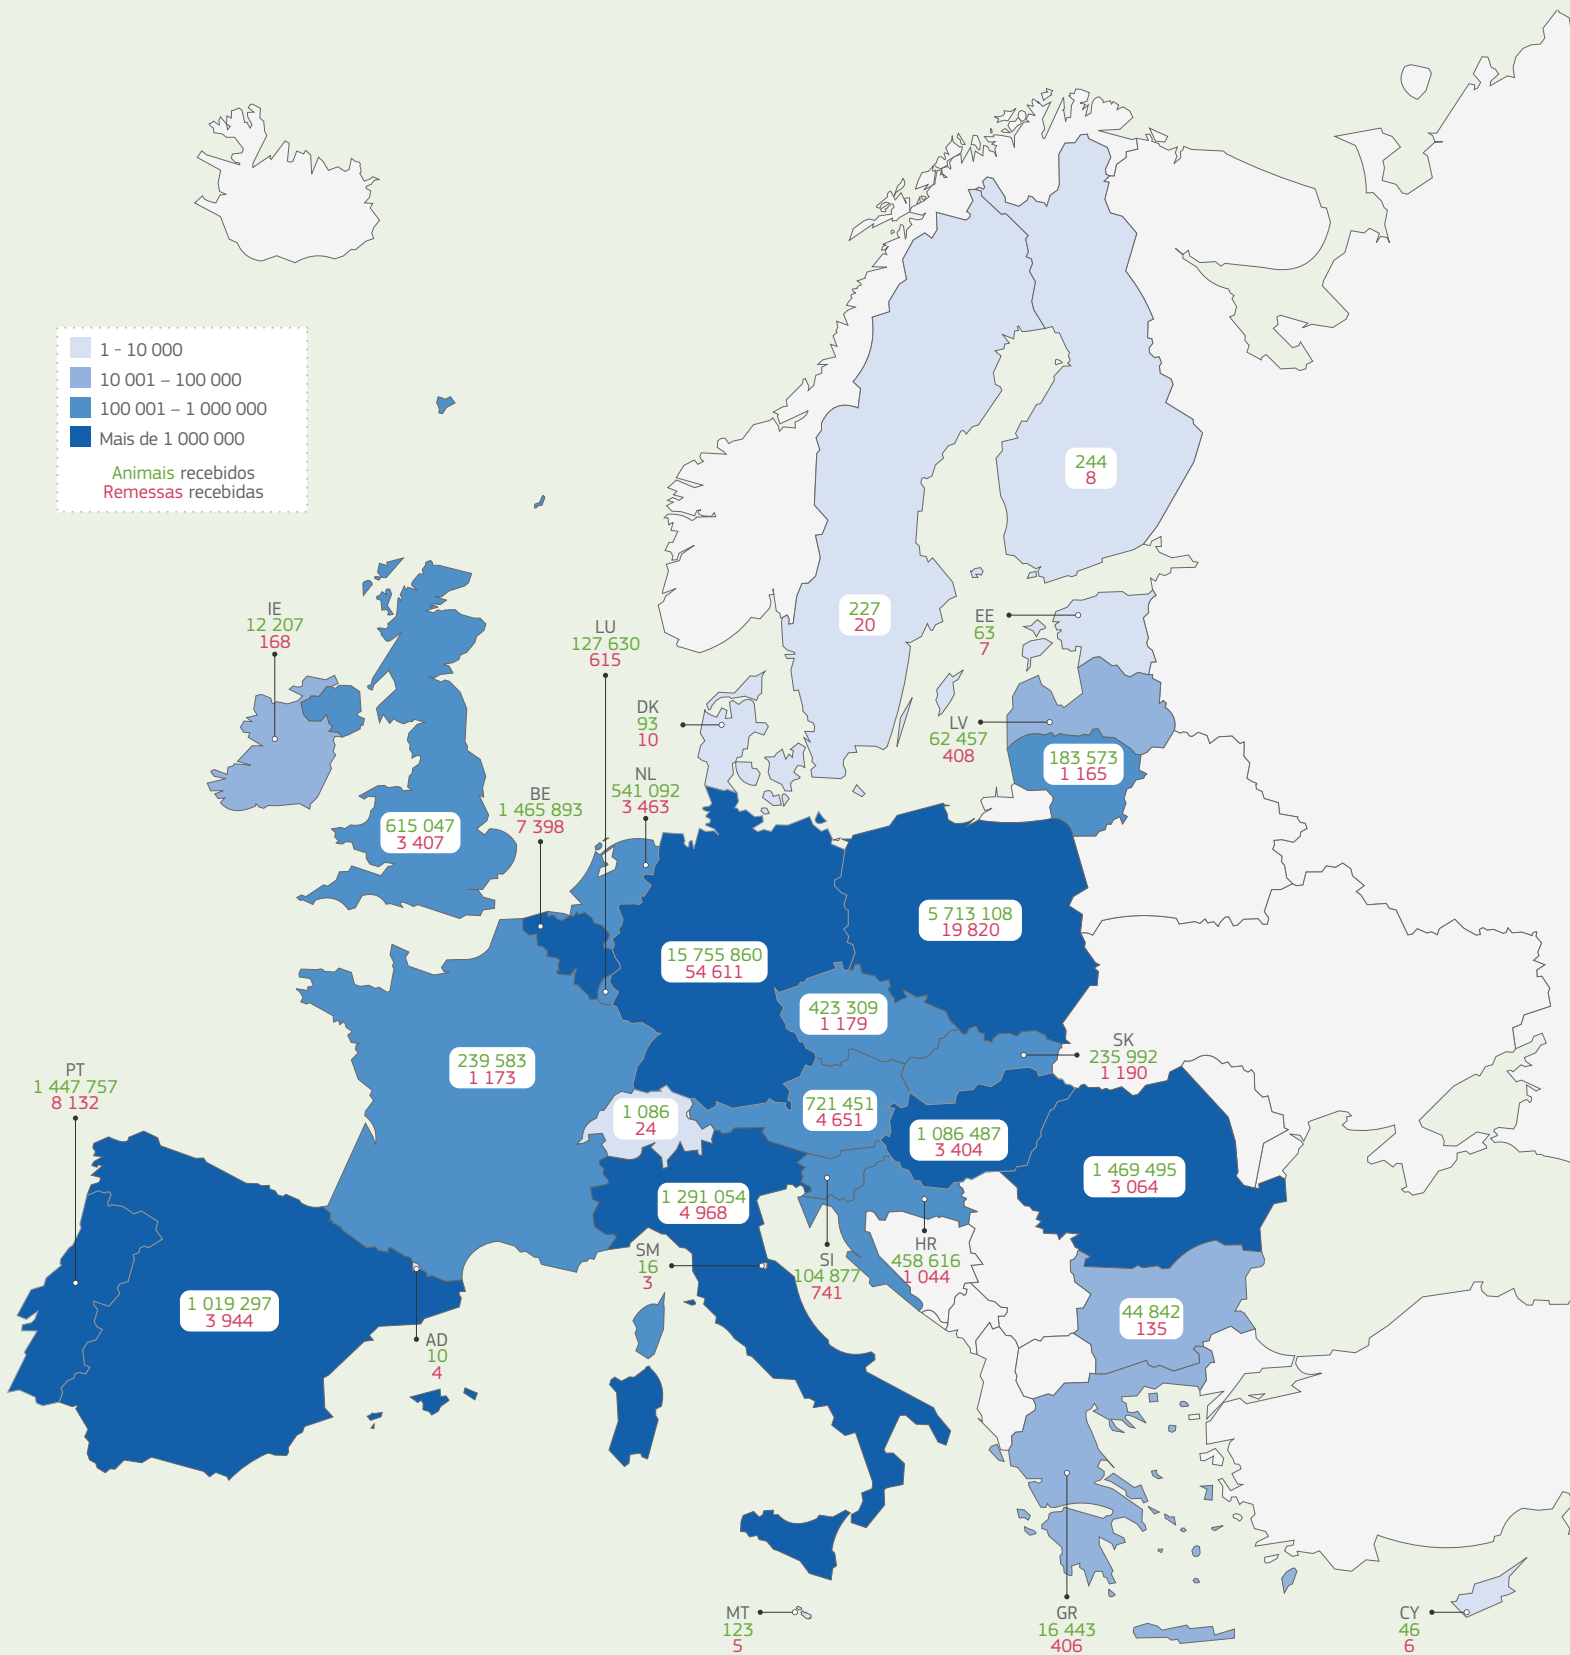 1 - 10 000
10 001 – 100 000
100 001 – 1 000 000
Mais de 1 000 000
Animais recebidos
Remessas recebidas
244
8
227
20
IE
12 207
168
LU
127 630
615
EE
63
7
DK
93
10
LV
62 457
408
183 573
1 165
NL
541 092
3 463
BE
1 465 893
7 398
615 047
3 407
5 713 108
19 820
15 755 860
54 611
423 309
1 179
SK
235 992
1 190
239 583
1 173
PT
1 447 757
8 132
1 086
24
721 451
4 651
1 086 487
3 404
1 469 495
3 064
1 291 054
4 968
SM
16
3
SI
104 877
741
HR
458 616
1 044
1 019 297
3 944
44 842
135
AD
10
4
MT
123
5
GR
16 443
406
CY
46
6